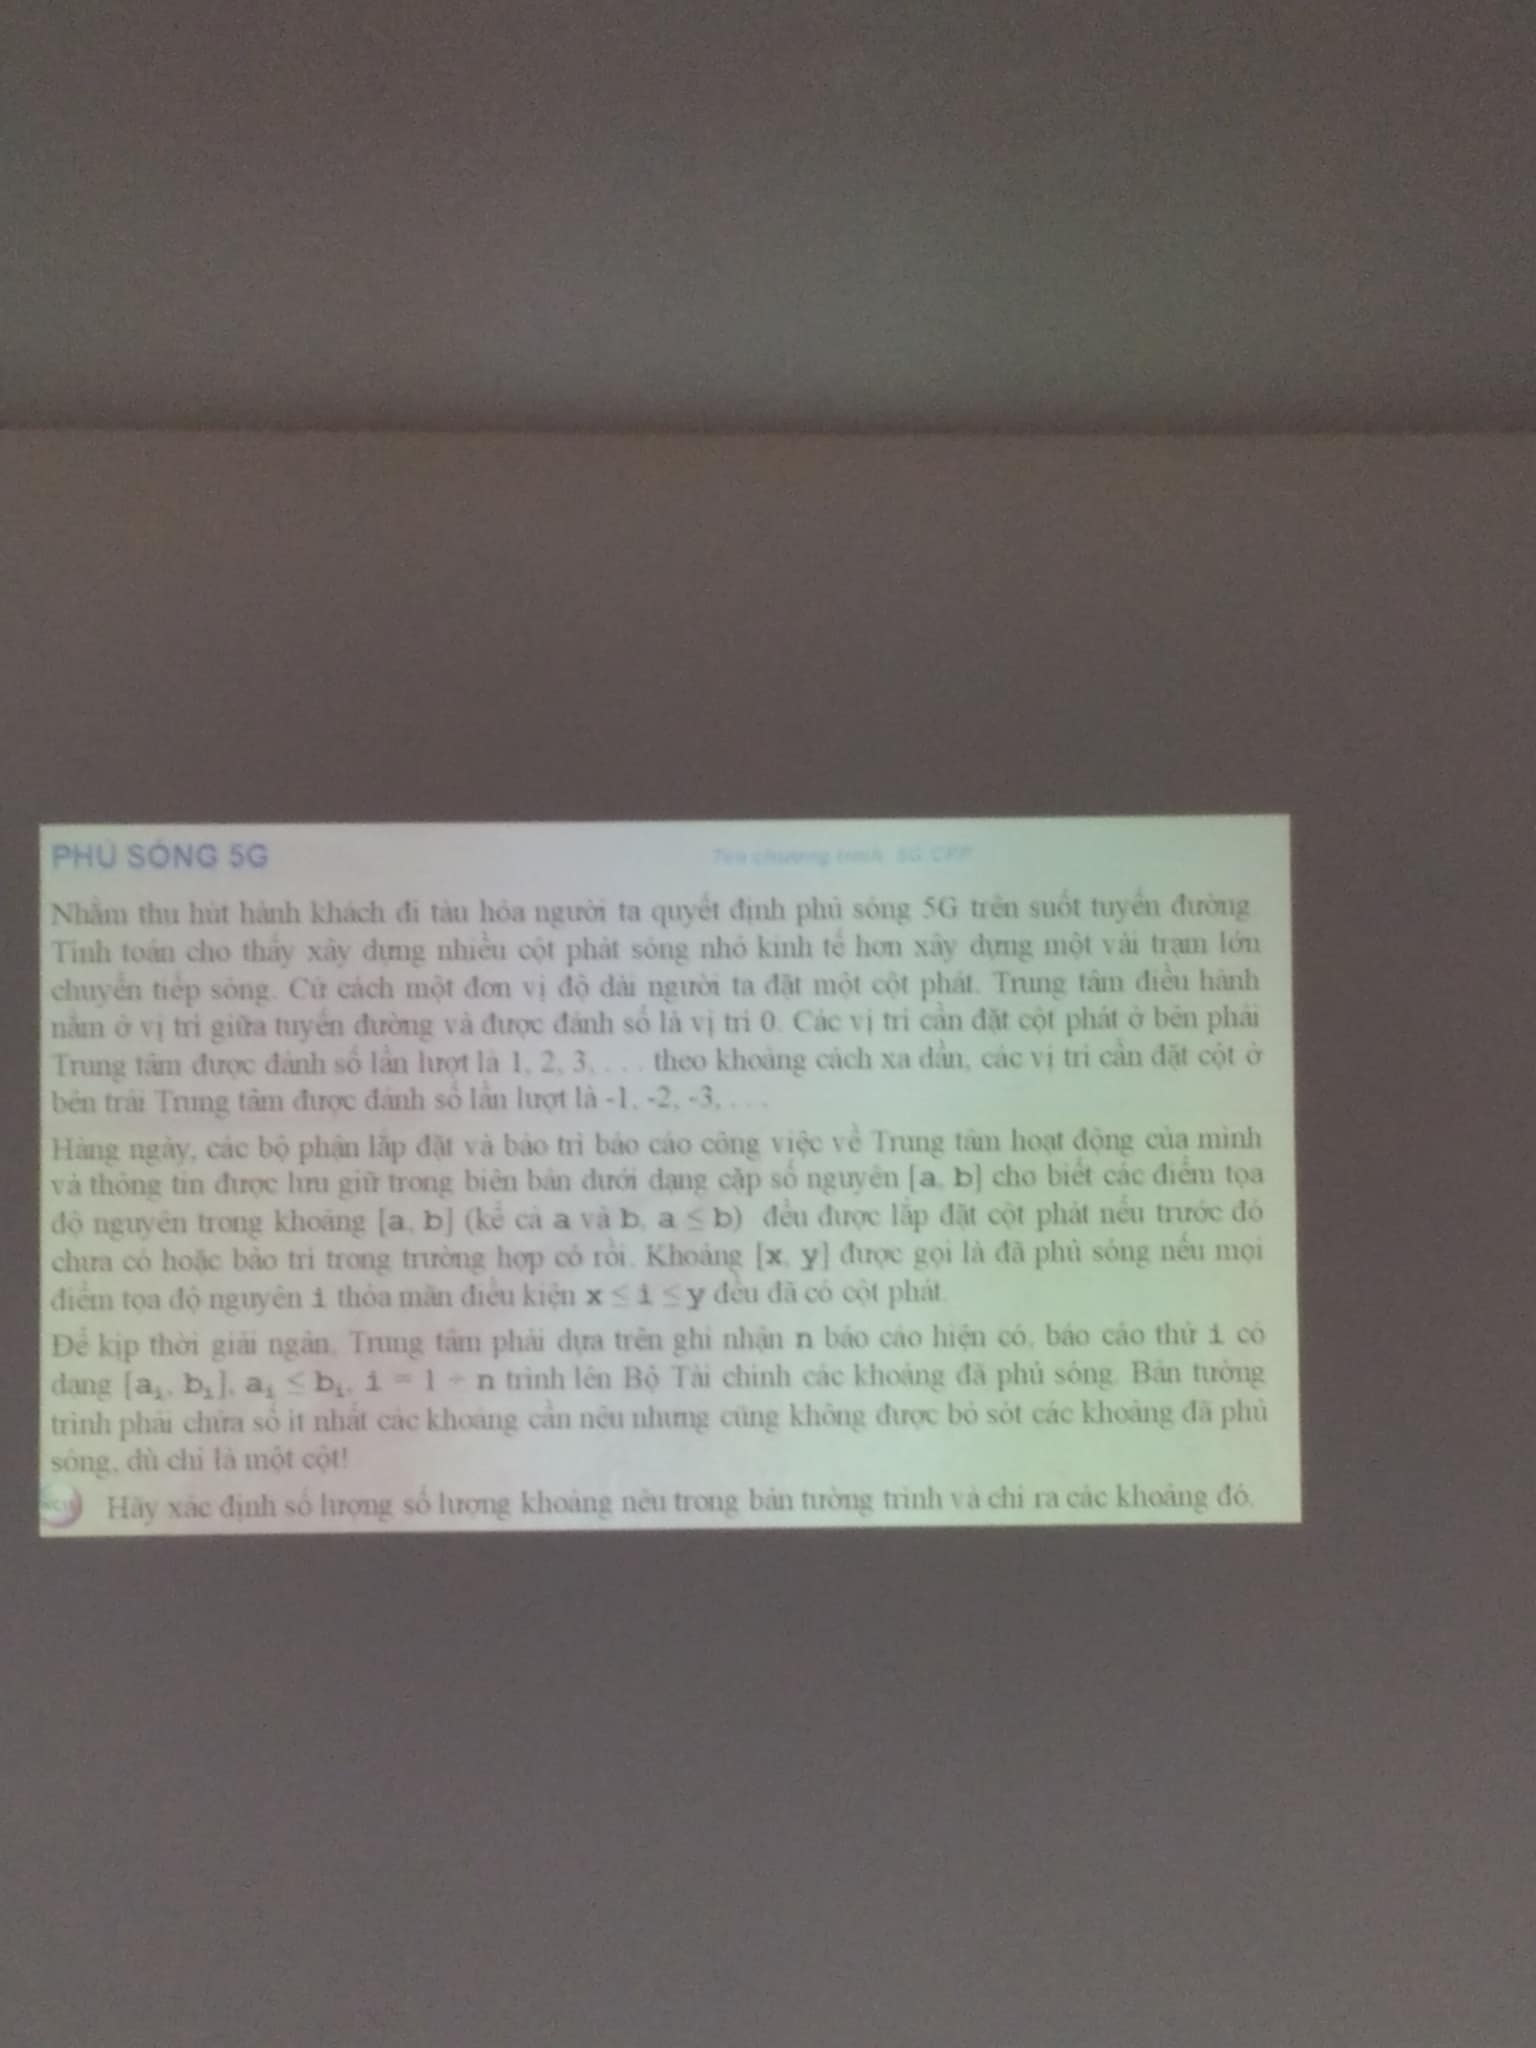 PHỦ SÓNG 5G
Tên chương trình: 5G.CPP
Nhằm thu hút hành khách đi tàu hỏa người ta quyết định phủ sóng 5G trên suốt tuyến đường.
Tính toán cho thấy xây dựng nhiều cột phát sóng nhỏ kinh tế hơn xây dựng một vài trạm lớn
chuyển tiếp sóng. Cứ cách một đơn vị độ dài người ta đặt một cột phát. Trung tâm điều hành
nằm ở vị trí giữa tuyến đường và được đánh số là vị trí 0. Các vị trí cần đặt cột phát ở bên phải
Trung tâm được đánh số lần lượt là 1, 2, 3, . . . theo khoảng cách xa dần, các vị trí cần đặt cột ở
bên trái Trung tâm được đánh số lần lượt là -1, -2, -3, . . .
Hàng ngày, các bộ phận lắp đặt và bảo trì báo cáo công việc về Trung tâm hoạt động của mình
và thông tin được lưu giữ trong biên bản dưới dạng cặp số nguyên [a, b] cho biết các điểm tọa
độ nguyên trong khoảng [a, b] (kể cả a và b, a ≤ b) đều được lắp đặt cột phát nếu trước đó
chưa có hoặc bảo trì trong trường hợp có rồi. Khoảng [x, y] được gọi là đã phủ sóng nếu mọi
điểm tọa độ nguyên i thỏa mãn điều kiện x ≤ i ≤ y đều đã có cột phát.
Để kịp thời giải ngân, Trung tâm phải dựa trên ghi nhận n báo cáo hiện có, báo cáo thứ i có
dạng [aᵢ, bᵢ], aᵢ ≤ bᵢ, i = 1 ÷ n trình lên Bộ Tài chính các khoảng đã phủ sóng. Bản tường
trình phải chứa số ít nhất các khoảng cần nêu nhưng cũng không được bỏ sót các khoảng đã phủ
sóng, dù chỉ là một cột!
Hãy xác định số lượng số lượng khoảng nêu trong bản tường trình và chỉ ra các khoảng đó.